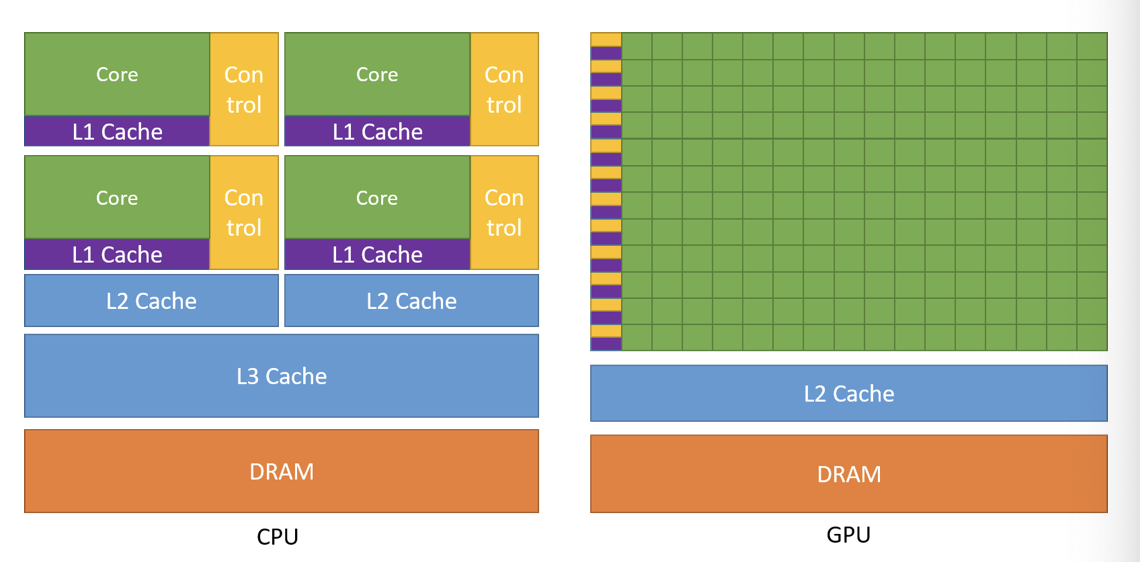 Core
Con
trol
L1 Cache
Core
Con
trol
L1 Cache
Core
Con
trol
L1 Cache
Core
Con
trol
L1 Cache
L2 Cache
L2 Cache
L3 Cache
DRAM
CPU
L2 Cache
DRAM
GPU